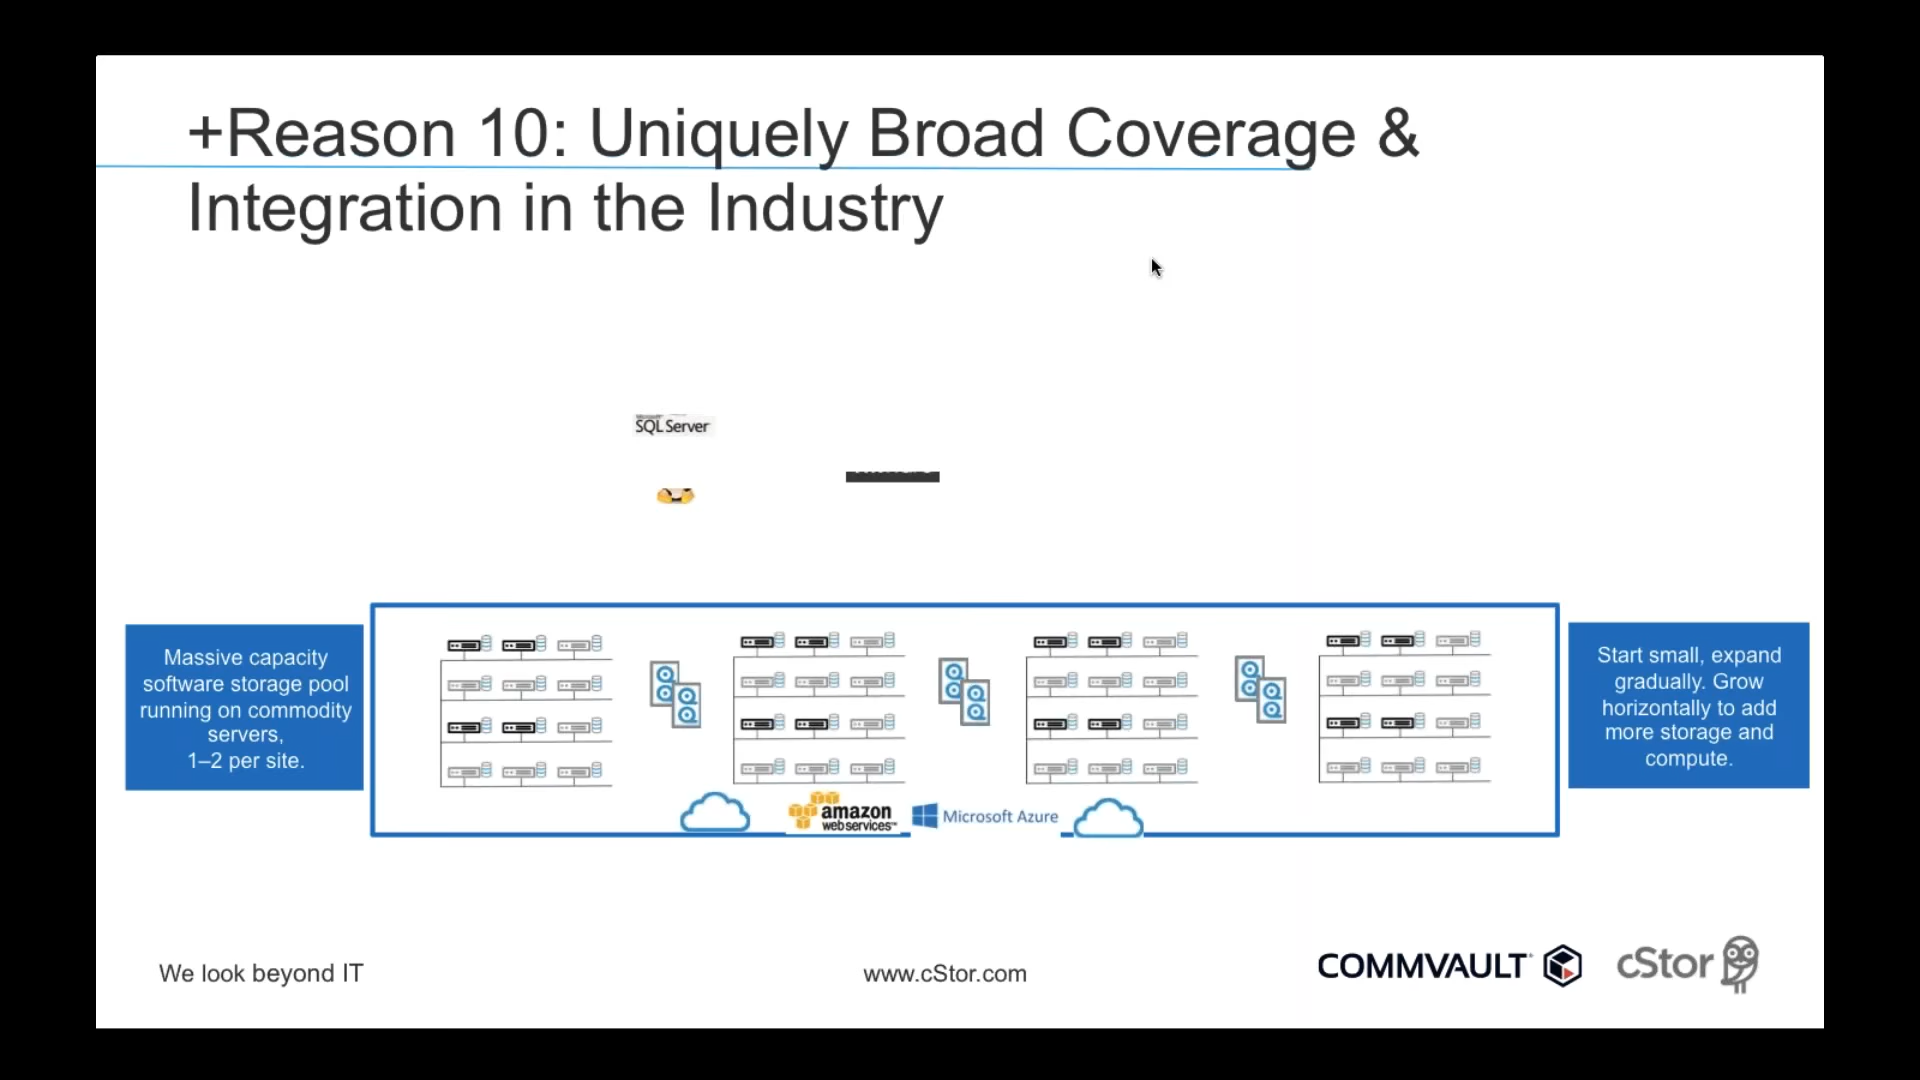 +Reason 10: Uniquely Broad Coverage &
Integration in the Industry
SQL Server
Massive capacity
software storage pool
running on commodity
servers,
1–2 per site.
Start small, expand
gradually. Grow
horizontally to add
more storage and
compute.
amazon
webservices™
Microsoft Azure
We look beyond IT
www.cStor.com
COMMVAULT
cStor